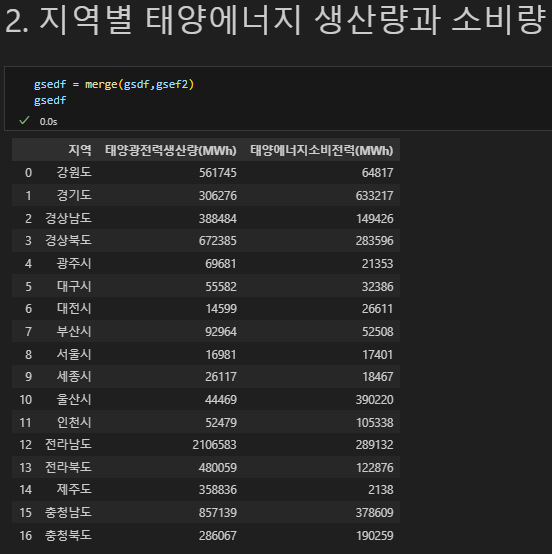 2. 지역별 태양에너지 생산량과 소비량
gsedf = merge(gsdf,gsef2)
gsedf
0.0s
지역 태양광전력생산량(MWh) 태양에너지소비전력(MWh)
0 강원도 561745 64817
1 경기도 306276 633217
2 경상남도 388484 149426
3 경상북도 672385 283596
4 광주시 69681 21353
5 대구시 55582 32386
6 대전시 14599 26611
7 부산시 92964 52508
8 서울시 16981 17401
9 세종시 26117 18467
10 울산시 44469 390220
11 인천시 52479 105338
12 전라남도 2106583 289132
13 전라북도 480059 122876
14 제주도 358836 2138
15 충청남도 857139 378609
16 충청북도 286067 190259